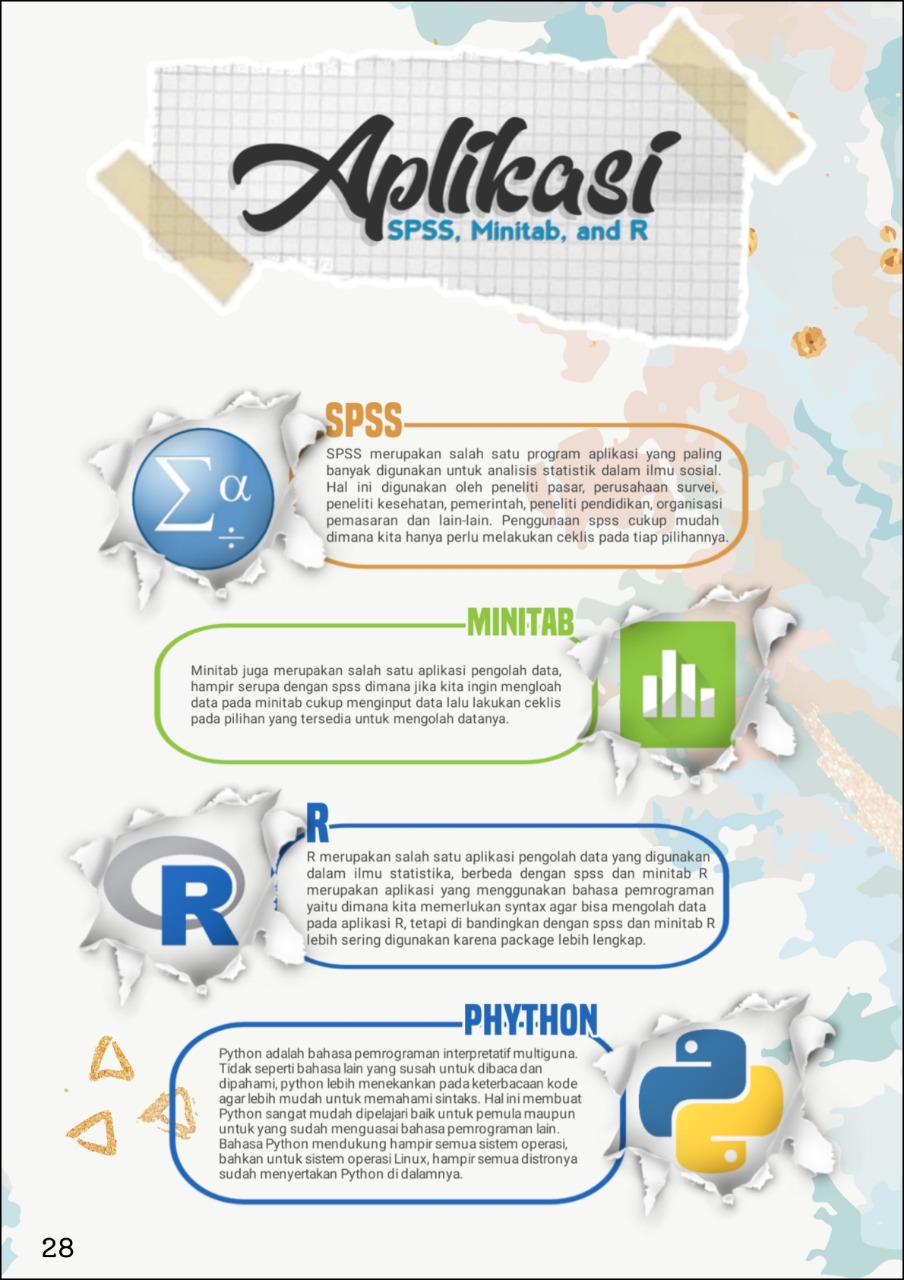 Aplikasi
SPSS, Minitab, and R
SPSS
SPSS merupakan salah satu program aplikasi yang paling
banyak digunakan untuk analisis statistik dalam ilmu sosial.
Hal ini digunakan oleh peneliti pasar, perusahaan survei,
peneliti kesehatan, pemerintah, peneliti pendidikan, organisasi
pemasaran dan lain-lain. Penggunaan spss cukup mudah
dimana kita hanya perlu melakukan ceklis pada tiap pilihannya.
Σ α
÷
MINITAB
Minitab juga merupakan salah satu aplikasi pengolah data,
hampir serupa dengan spss dimana jika kita ingin mengloah
data pada minitab cukup menginput data lalu lakukan ceklis
pada pilihan yang tersedia untuk mengolah datanya.
R
R
R merupakan salah satu aplikasi pengolah data yang digunakan
dalam ilmu statistika, berbeda dengan spss dan minitab R
merupakan aplikasi yang menggunakan bahasa pemrograman
yaitu dimana kita memerlukan syntax agar bisa mengolah data
pada aplikasi R, tetapi di bandingkan dengan spss dan minitab R
lebih sering digunakan karena package lebih lengkap.
PHYTHON
Python adalah bahasa pemrograman interpretatif multiguna.
Tidak seperti bahasa lain yang susah untuk dibaca dan
dipahami, python lebih menekankan pada keterbacaan kode
agar lebih mudah untuk memahami sintaks. Hal ini membuat
Python sangat mudah dipelajari baik untuk pemula maupun
untuk yang sudah menguasai bahasa pemrograman lain.
Bahasa Python mendukung hampir semua sistem operasi,
bahkan untuk sistem operasi Linux, hampir semua distronya
sudah menyertakan Python di dalamnya.
28